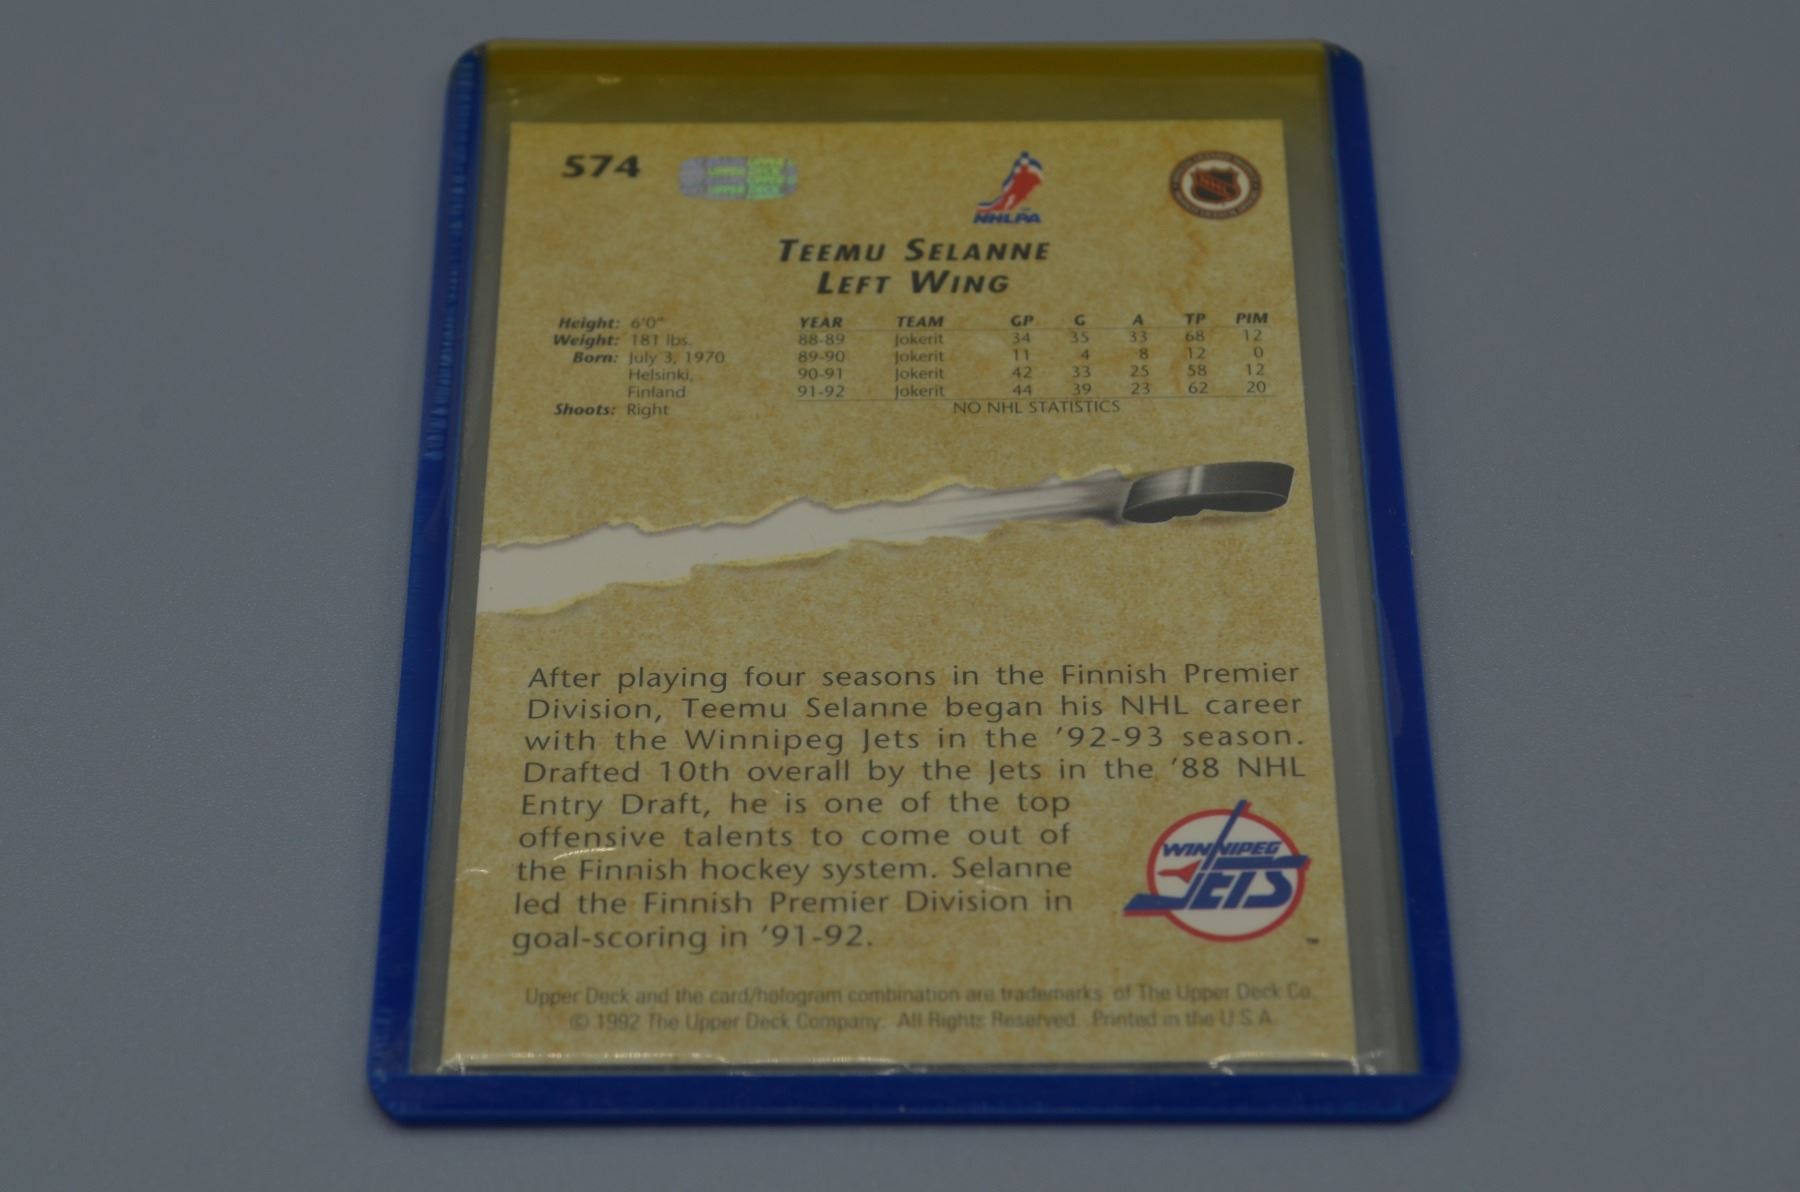 574
UPPER DECK
NHLPA
NHL
TEEMU SELANNE
LEFT WING
Height: 6'0"
Weight: 181 lbs.
Born: July 3, 1970
Helsinki,
Finland
Shoots: Right
YEAR TEAM GP G A TP PIM
88-89 Jokerit 34 35 33 68 12
89-90 Jokerit 11 4 8 12 0
90-91 Jokerit 42 33 25 58 12
91-92 Jokerit 44 39 23 62 20
NO NHL STATISTICS
After playing four seasons in the Finnish Premier
Division, Teemu Selanne began his NHL career
with the Winnipeg Jets in the '92-93 season.
Drafted 10th overall by the Jets in the '88 NHL
Entry Draft, he is one of the top
offensive talents to come out of
the Finnish hockey system. Selanne
led the Finnish Premier Division in
goal-scoring in '91-92.
WINNIPEG
JETS
™
Upper Deck and the card/hologram combination are trademarks of The Upper Deck Co.
© 1992 The Upper Deck Company. All Rights Reserved. Printed in the U.S.A.